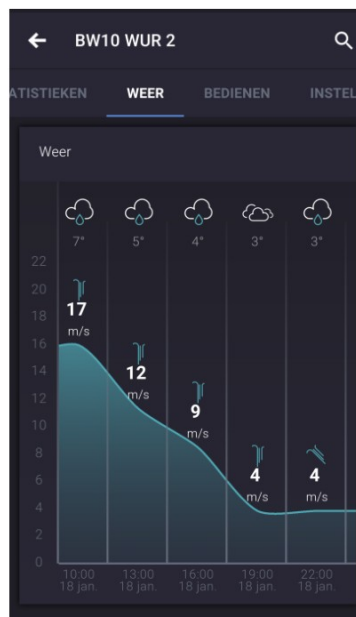 BW10 WUR 2
ATISTIEKEN WEER BEDIENEN INSTEL
Weer
7° 5° 4° 3° 3°
22
20
18
16
14
12
10
8
6
4
2
0
17
m/s
12
m/s
9
m/s
4
m/s
4
m/s
10:00 13:00 16:00 19:00 22:00
18 jan. 18 jan. 18 jan. 18 jan. 18 jan.